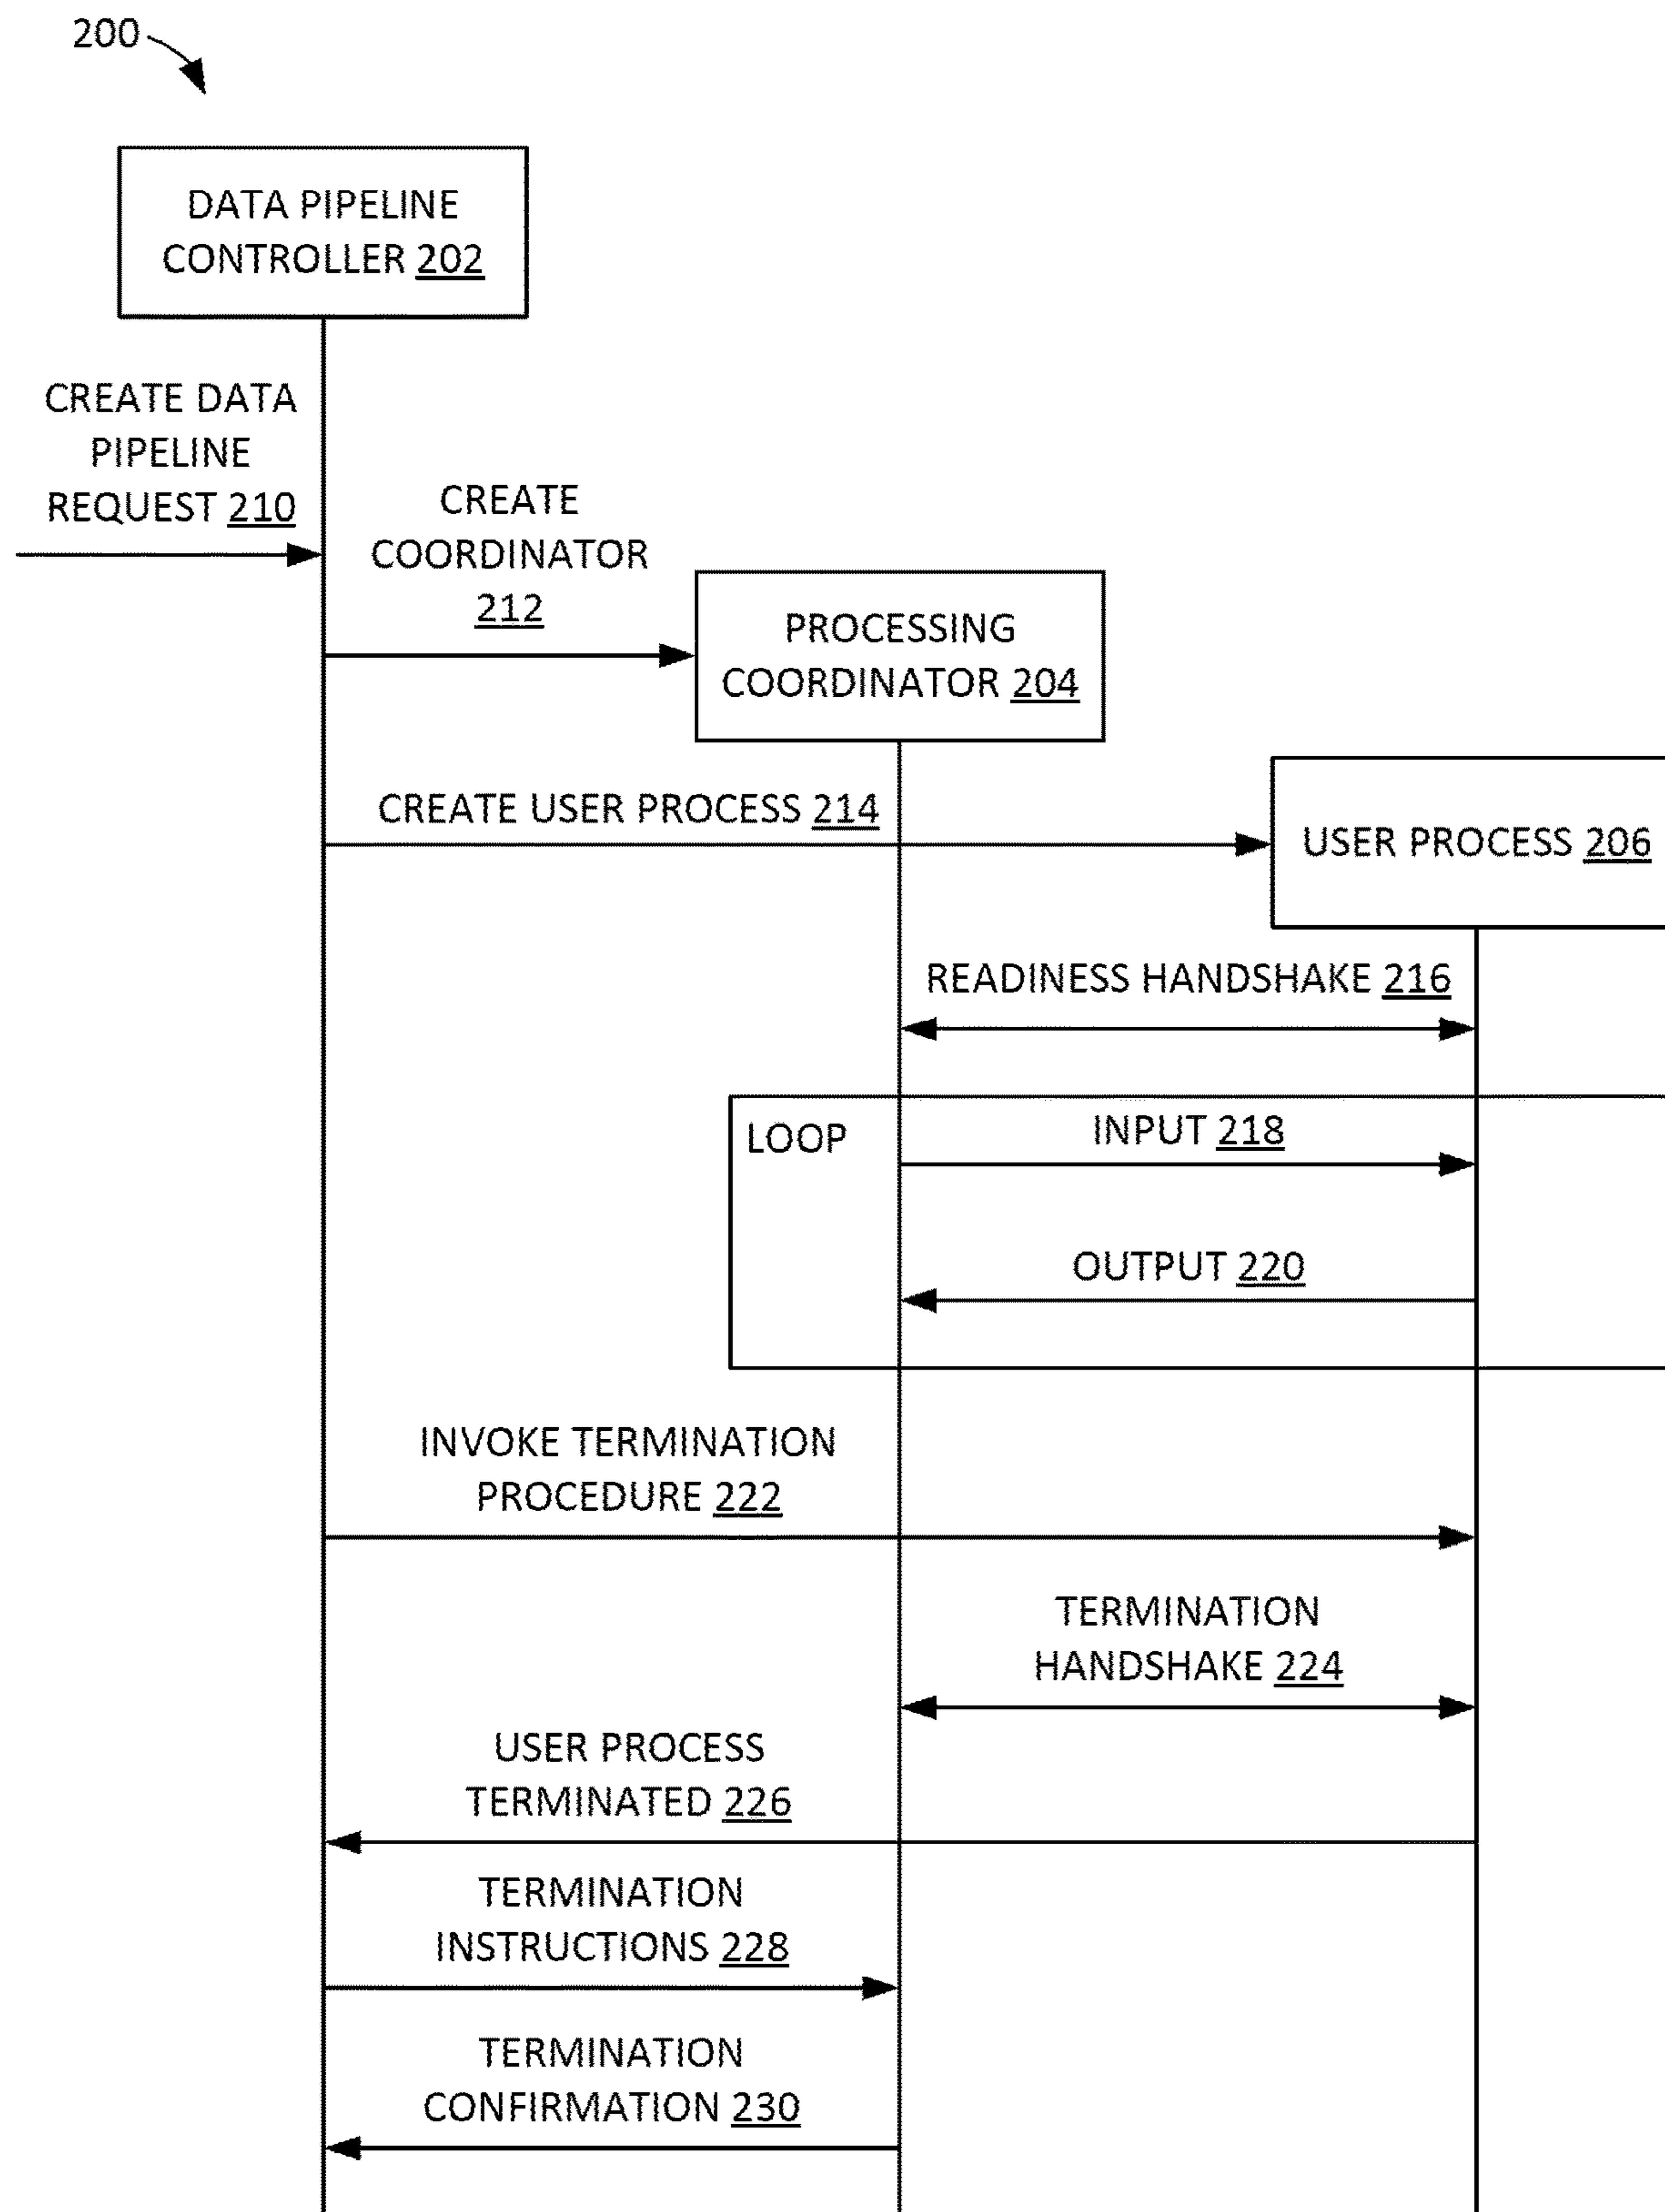 200
DATA PIPELINE
CONTROLLER 202
CREATE DATA
PIPELINE
REQUEST 210
CREATE
COORDINATOR
212
PROCESSING
COORDINATOR 204
CREATE USER PROCESS 214
USER PROCESS 206
READINESS HANDSHAKE 216
LOOP
INPUT 218
OUTPUT 220
INVOKE TERMINATION
PROCEDURE 222
TERMINATION
HANDSHAKE 224
USER PROCESS
TERMINATED 226
TERMINATION
INSTRUCTIONS 228
TERMINATION
CONFIRMATION 230